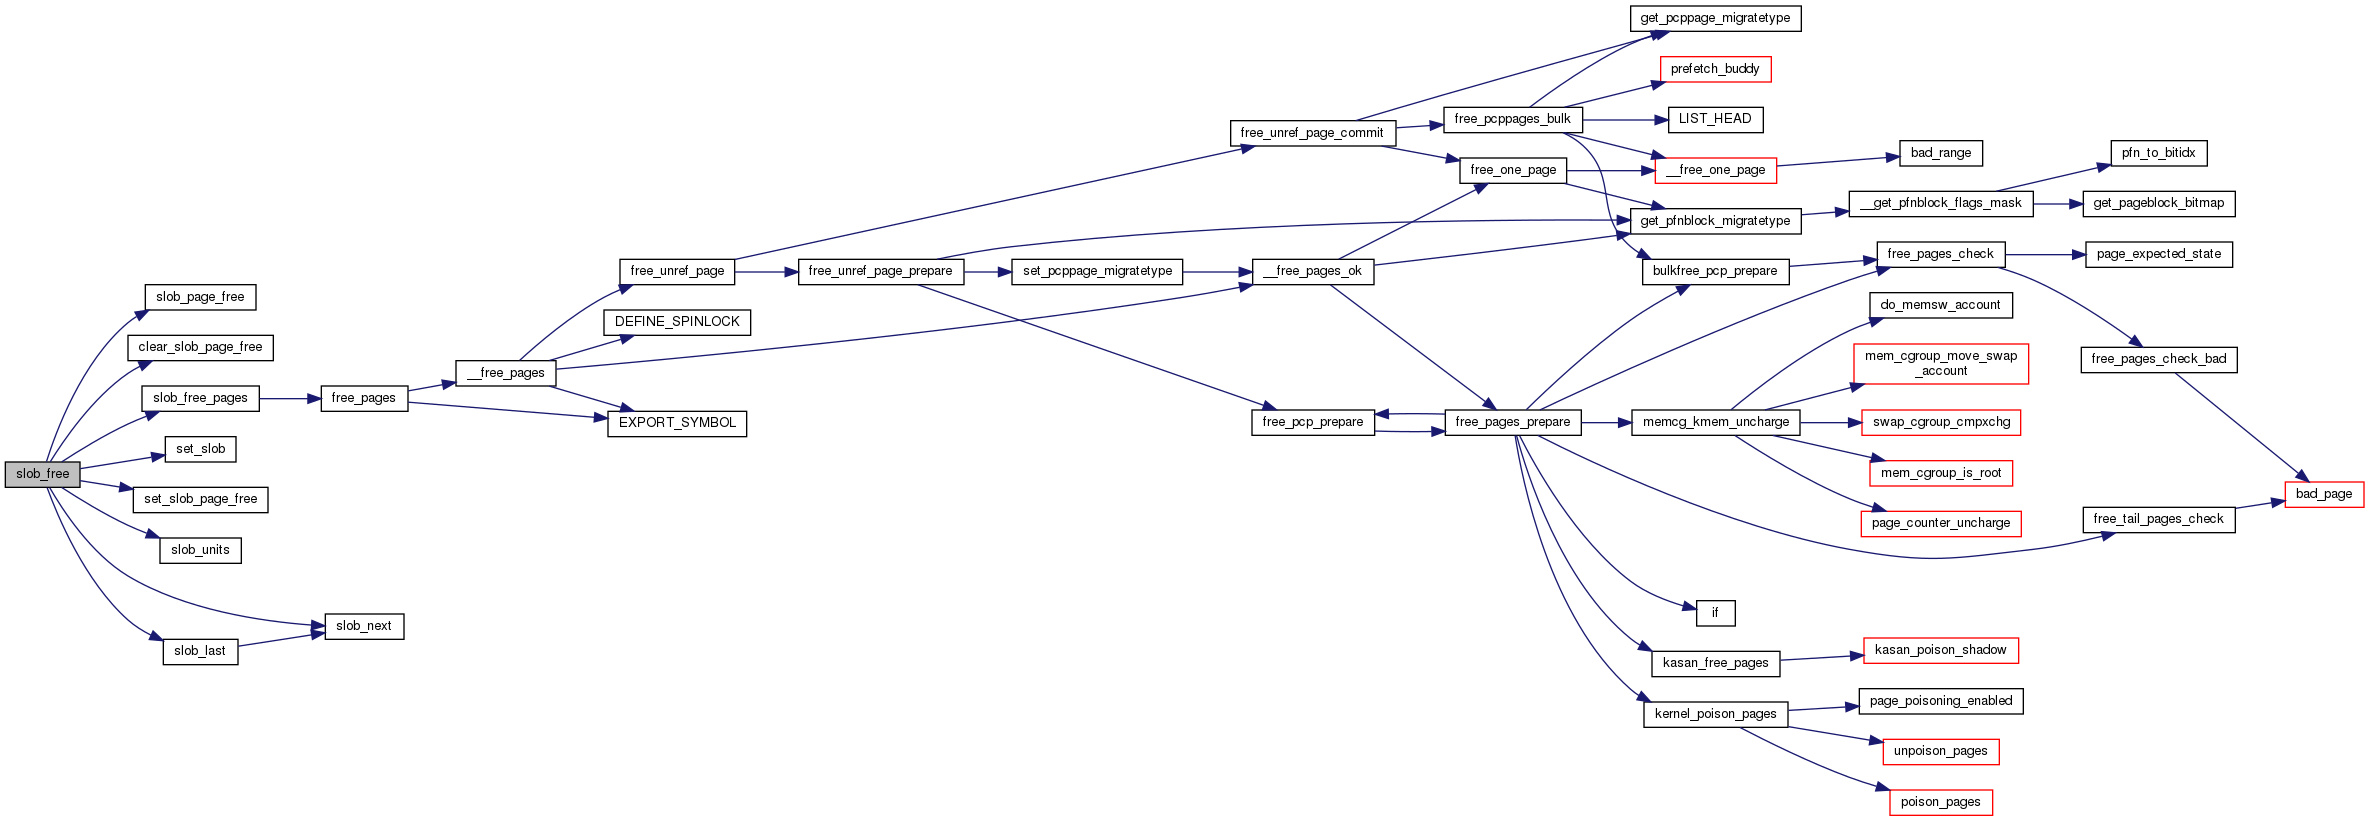 get_pcppage_migratetype
prefetch_buddy
free_pcppages_bulk
LIST_HEAD
free_unref_page_commit
bad_range
pfn_to_bitidx
free_one_page
__free_one_page
__get_pfnblock_flags_mask
get_pageblock_bitmap
get_pfnblock_migratetype
free_pages_check
page_expected_state
free_unref_page
free_unref_page_prepare
set_pcppage_migratetype
__free_pages_ok
bulkfree_pcp_prepare
slob_page_free
do_memsw_account
DEFINE_SPINLOCK
clear_slob_page_free
mem_cgroup_move_swap
_account
free_pages_check_bad
__free_pages
slob_free_pages
free_pages
EXPORT_SYMBOL
free_pcp_prepare
free_pages_prepare
memcg_kmem_uncharge
swap_cgroup_cmpxchg
set_slob
slob_free
mem_cgroup_is_root
bad_page
set_slob_page_free
page_counter_uncharge
free_tail_pages_check
slob_units
if
slob_next
slob_last
kasan_poison_shadow
kasan_free_pages
page_poisoning_enabled
kernel_poison_pages
unpoison_pages
poison_pages